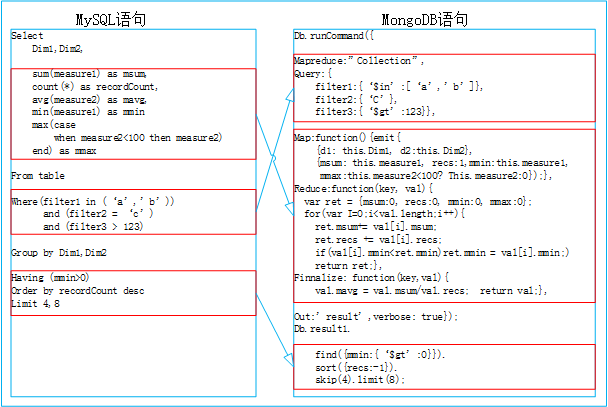 MySQL语句
Select
Dim1,Dim2,
sum(measure1) as msum,
count(*) as recordCount,
avg(measure2) as mavg,
min(measure1) as mmin
max(case
when measure2<100 then measure2)
end) as mmax
From table
Where(filter1 in (‘a’,’b’))
and (filter2 = ‘c’)
and (filter3 > 123)
Group by Dim1,Dim2
Having (mmin>0)
Order by recordCount desc
Limit 4,8
MongoDB语句
Db.runCommand({
Mapreduce:”Collection”,
Query:{
filter1:{‘$in’:[‘a’,’b’]},
filter2:{‘C’},
filter3:{‘$gt’:123}},
Map:function(){emit{
{d1: this.Dim1, d2:this.Dim2},
{msum: this.measure1, recs:1,mmin:this.measure1,
mmax:this.measure2<100? This.measure2:0});},
Reduce:function(key, val){
var ret = {msum:0, recs:0, mmin:0, mmax:0};
for(var I=0;i<val.length;i++){
ret.msum+= val[i].msum;
ret.recs += val[i].recs;
if(val[i].mmin<ret.mmin)ret.mmin = val[i].mmin;)
return ret;},
Finnalize: function(key,val){
val.mavg = val.msum/val.recs; return val;},
Out:’result’,verbose: true});
Db.result1.
find({mmin:{‘$gt’:0}}).
sort({recs:-1}).
skip(4).limit(8);